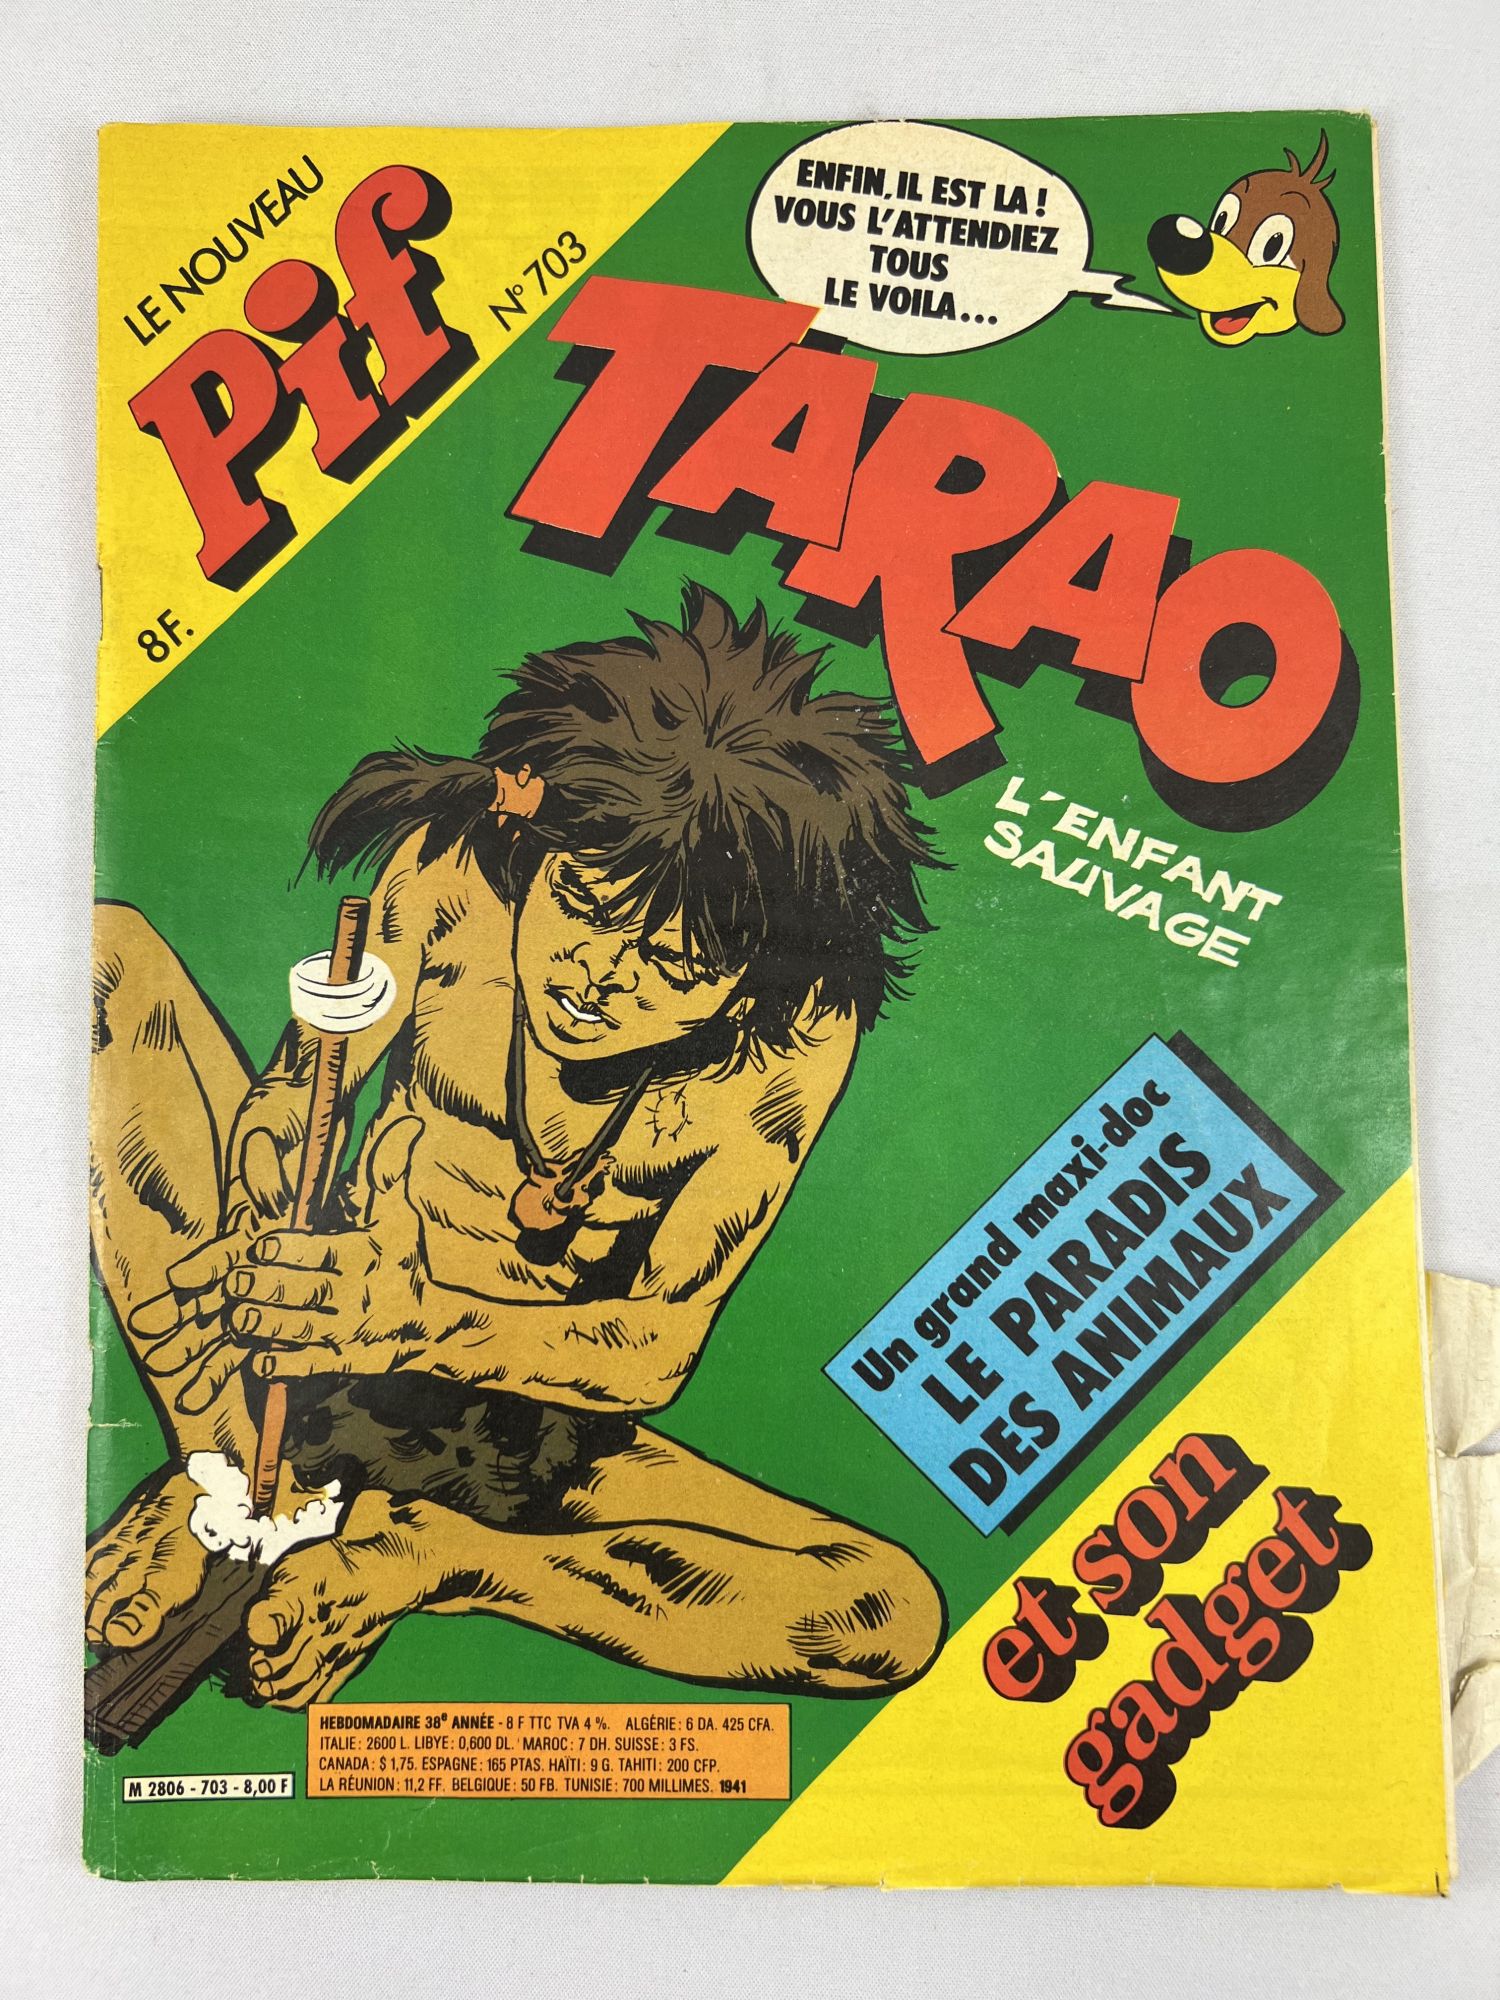 LE NOUVEAU
Pif
N° 703
8F.
ENFIN, IL EST LA !
VOUS L'ATTENDIEZ
TOUS
LE VOILA...
TARAO
L'ENFANT
SAUVAGE
Un grand maxi-doc
LE PARADIS
DES ANIMAUX
et son
gadget
HEBDOMADAIRE 38e ANNÉE - 8 F TTC TVA 4 %. ALGÉRIE : 6 DA. 425 CFA.
ITALIE : 2600 L. LIBYE : 0,600 DL. MAROC : 7 DH. SUISSE : 3 FS.
CANADA : $ 1,75. ESPAGNE : 165 PTAS. HAÏTI : 9 G. TAHITI : 200 CFP.
LA RÉUNION : 11,2 FF. BELGIQUE : 50 FB. TUNISIE : 700 MILLIMES. 1941
M 2806 - 703 - 8,00 F